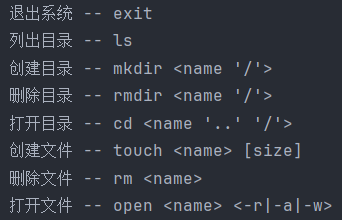 退出系统 -- exit
列出目录 -- ls
创建目录 -- mkdir <name '/'>
删除目录 -- rmdir <name '/'>
打开目录 -- cd <name '..' '/'>
创建文件 -- touch <name> [size]
删除文件 -- rm <name>
打开文件 -- open <name> <-r|-a|-w>